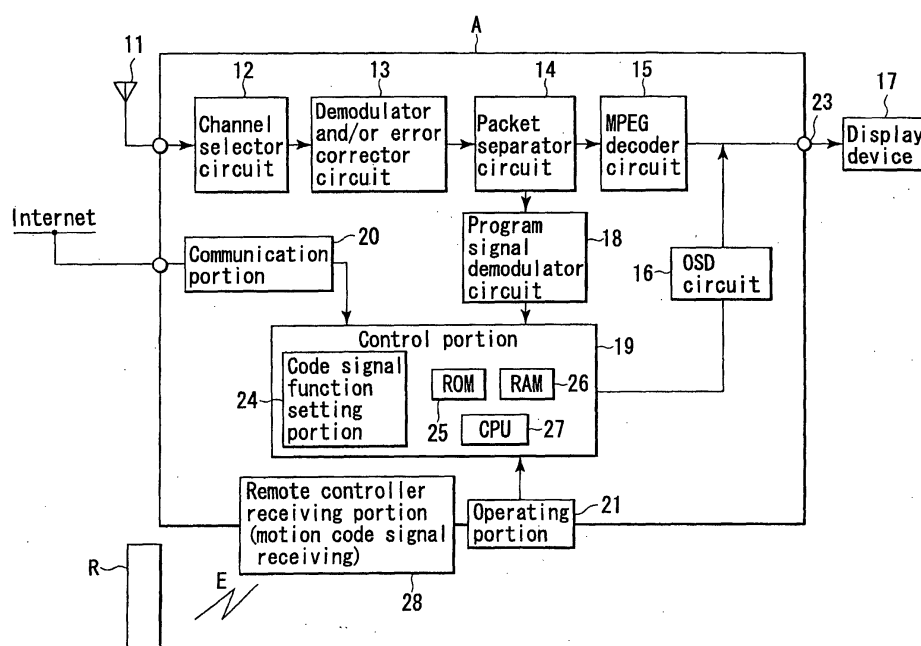 A
11
12
13
14
15
17
23
Channel
selector
circuit
Demodulator
and/or error
corrector
circuit
Packet
separator
circuit
MPEG
decoder
circuit
Display
device
Internet
20
Communication
portion
Program
signal
demodulator
circuit
18
16
OSD
circuit
Control portion
19
Code signal
function
setting
portion
24
ROM
25
RAM
26
CPU
27
Remote controller
receiving portion
(motion code signal
receiving)
28
Operating
portion
21
R
E